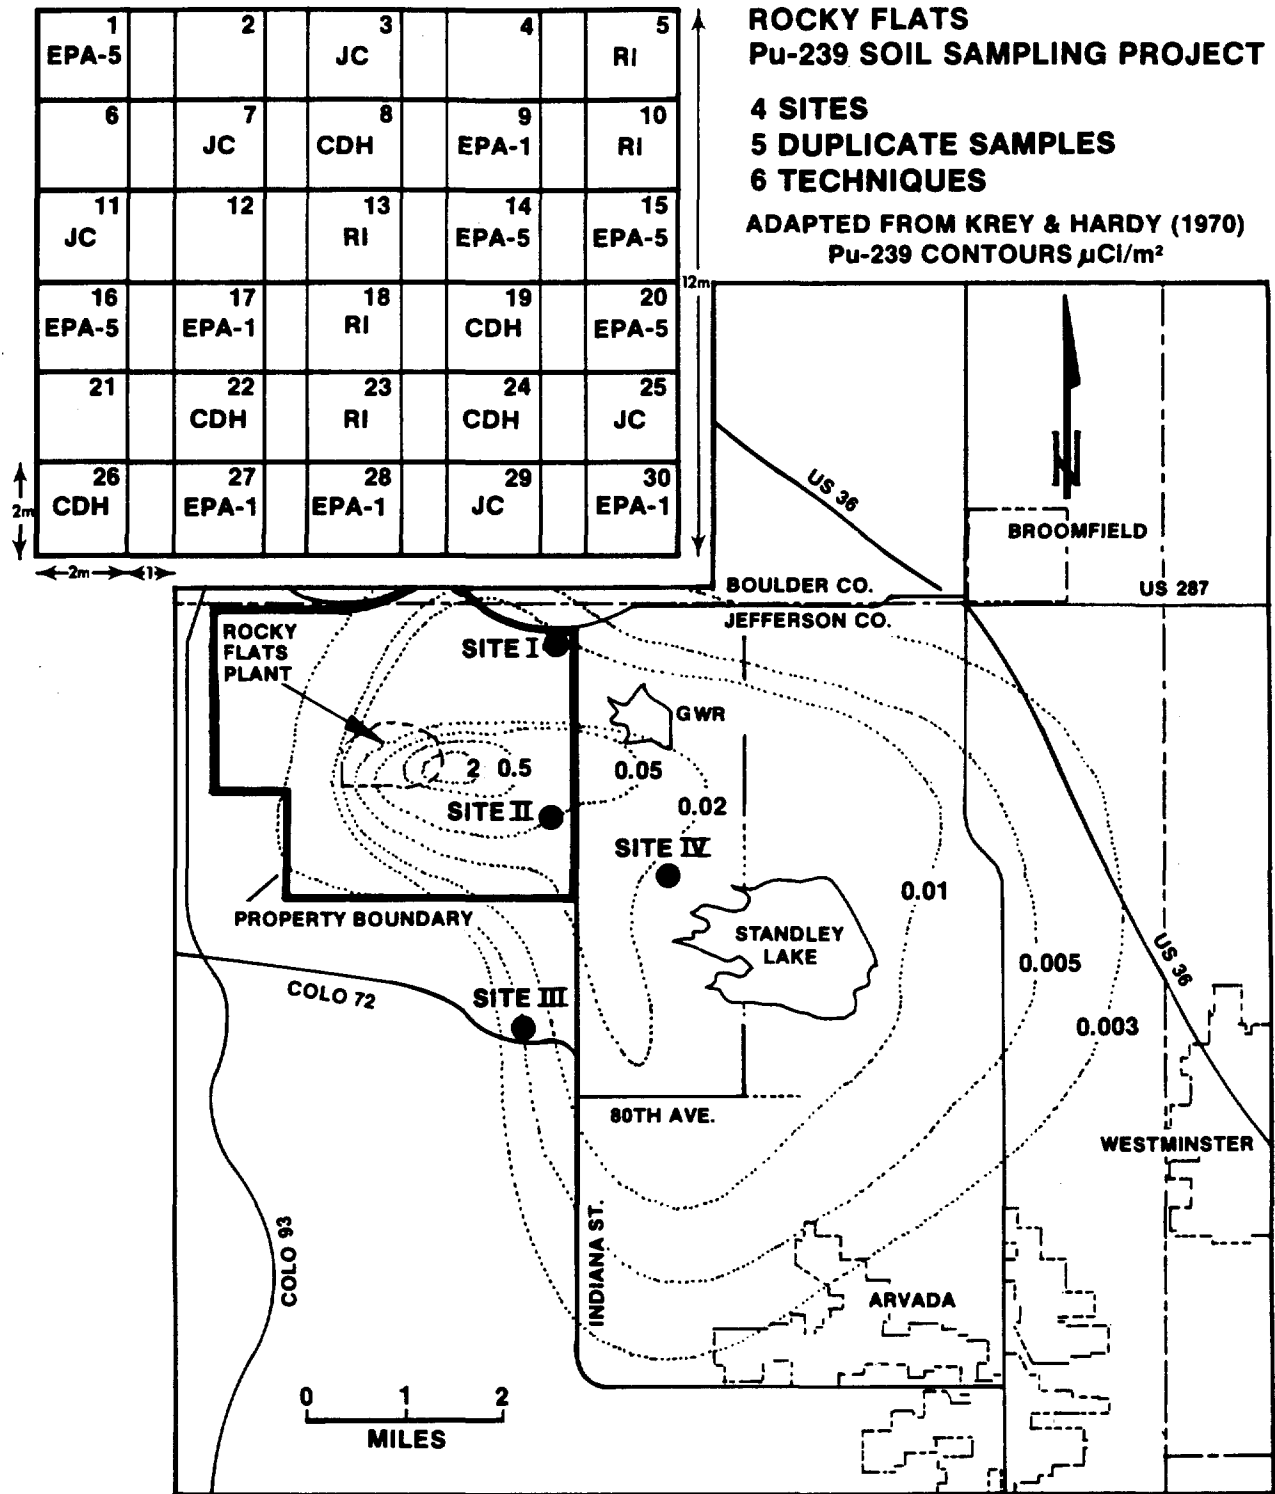 ROCKY FLATS
Pu-239 SOIL SAMPLING PROJECT
4 SITES
5 DUPLICATE SAMPLES
6 TECHNIQUES
ADAPTED FROM KREY & HARDY (1970)
Pu-239 CONTOURS µCi/m²
1
EPA-5
2
3
JC
4
5
RI
6
7
JC
8
CDH
9
EPA-1
10
RI
11
JC
12
13
RI
14
EPA-5
15
EPA-5
16
EPA-5
17
EPA-1
18
RI
19
CDH
20
EPA-5
21
22
CDH
23
RI
24
CDH
25
JC
26
CDH
27
EPA-1
28
EPA-1
29
JC
30
EPA-1
12m
2m
2m
1
N
US 36
BROOMFIELD
US 287
BOULDER CO.
JEFFERSON CO.
ROCKY
FLATS
PLANT
SITE I
GWR
2
0.5
0.05
0.02
SITE II
SITE IV
0.01
PROPERTY BOUNDARY
STANDLEY
LAKE
0.005
US 36
COLO 72
SITE III
0.003
80TH AVE.
WESTMINSTER
COLO 93
INDIANA ST.
ARVADA
0
1
2
MILES